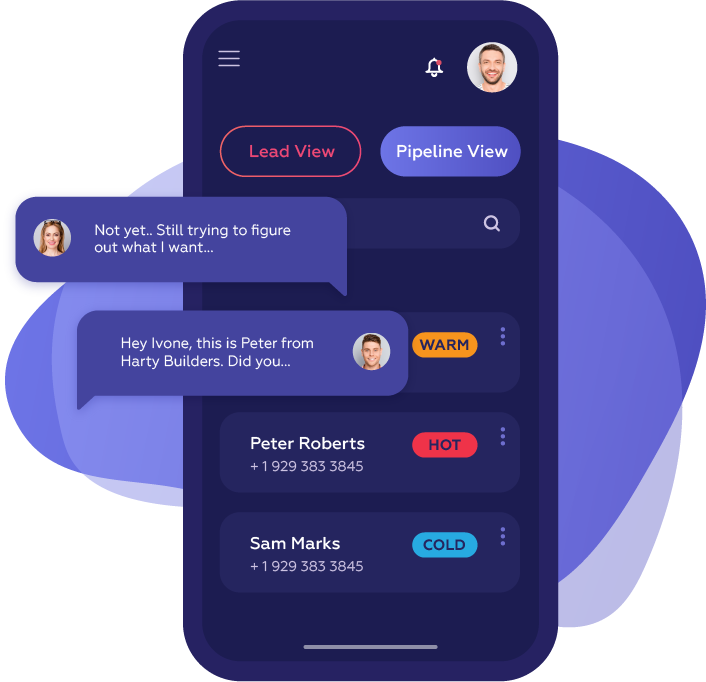 Lead View
Pipeline View
Not yet.. Still trying to figure
out what I want...
Hey Ivone, this is Peter from
Harty Builders. Did you...
WARM
Peter Roberts
HOT
+ 1 929 383 3845
Sam Marks
COLD
+ 1 929 383 3845